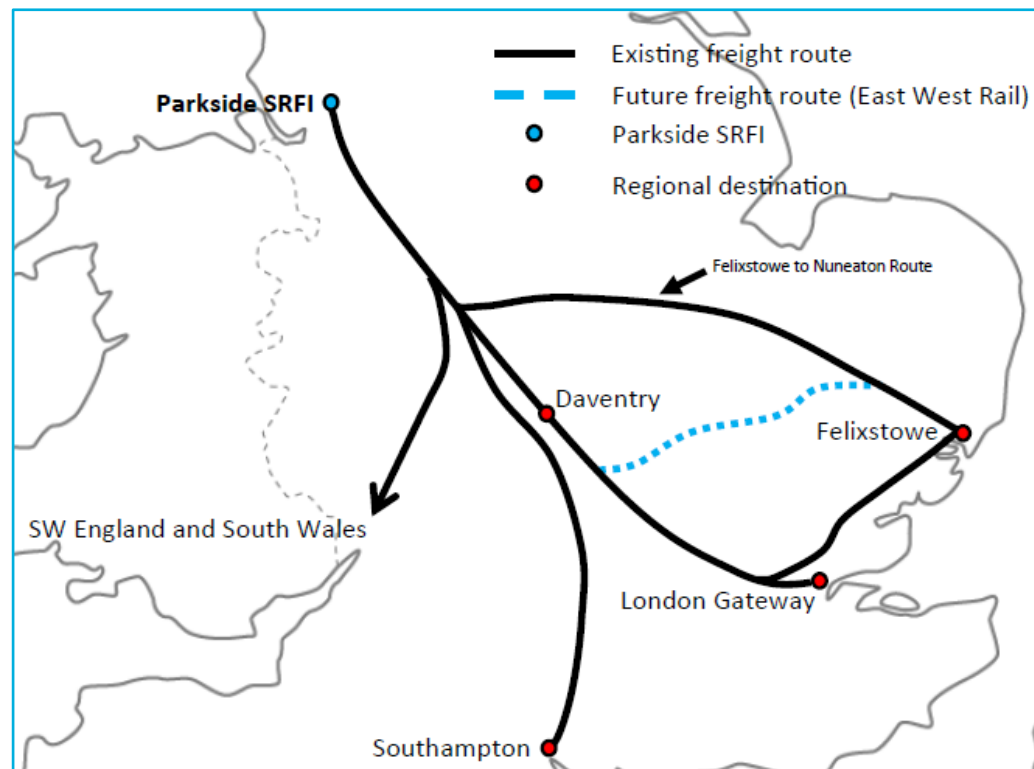 Existing freight route
Parkside SRFI
Future freight route (East West Rail)
Parkside SRFI
Regional destination
Felixstowe to Nuneaton Route
Daventry
Felixstowe
SW England and South Wales
London Gateway
Southampton